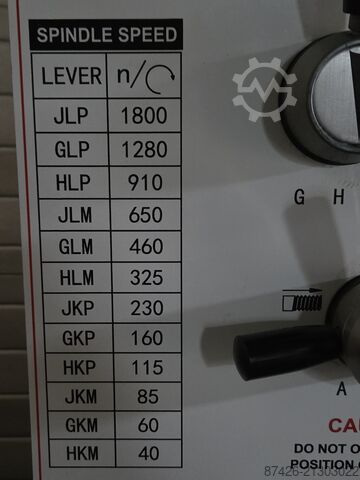 SPINDLE SPEED
LEVER n/
JLP 1800
GLP 1280
HLP 910
JLM 650
GLM 460
HLM 325
JKP 230
GKP 160
HKP 115
JKM 85
GKM 60
HKM 40
G H
A
CAU
DO NOT O
POSITION
87426-21303022